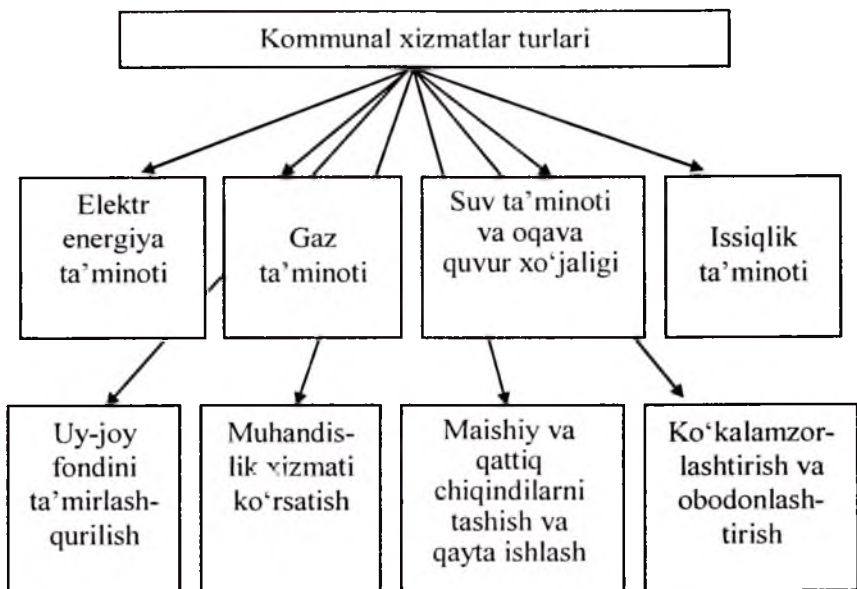 Kommunal xizmatlar turlari
Elektr
energiya
ta’minoti
Gaz
ta’minoti
Suv ta’minoti
va oqava
quvur xo‘jaligi
Issiqlik
ta’minoti
Uy-joy
fondini
ta’mirlash-
qurilish
Muhandis-
lik xizmati
ko‘rsatish
Maishiy va
qattiq
chiqindilarni
tashish va
qayta ishlash
Ko‘kalamzor-
lashtirish va
obodonlash-
tirish